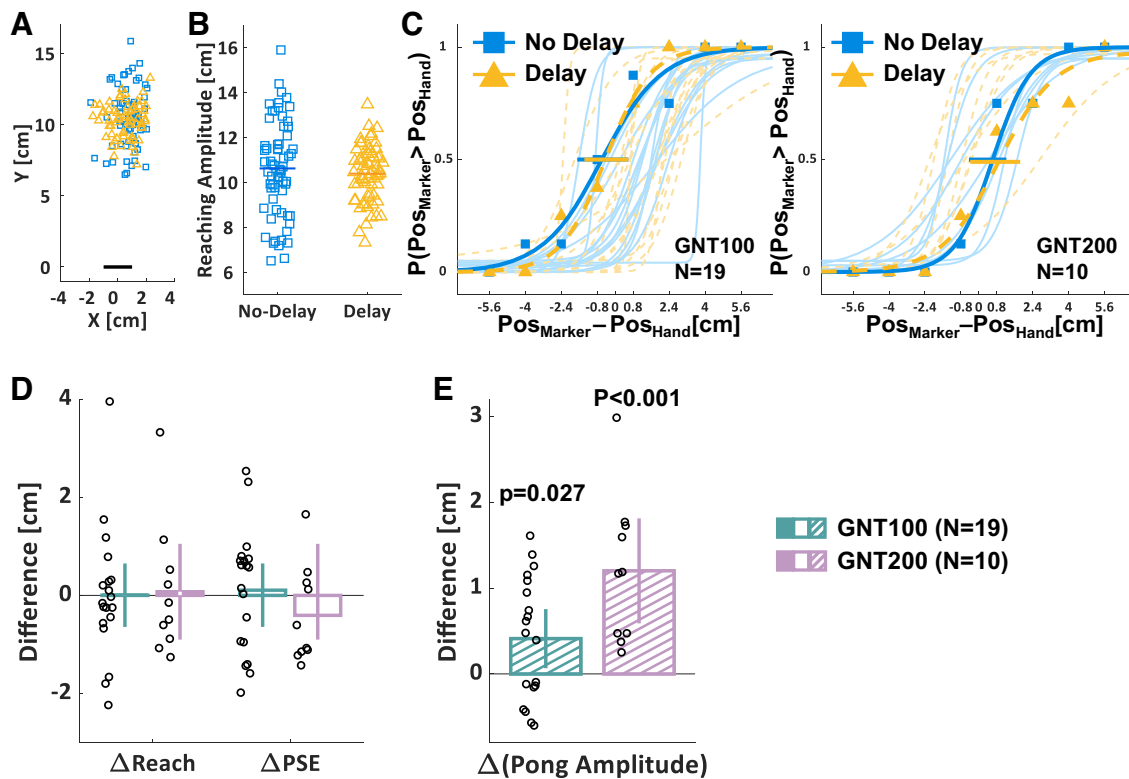 A
Y [cm]
15
10
5
0
-4 -2 0 2 4
X [cm]
B
Reaching Amplitude [cm]
16
14
12
10
8
6
No-Delay Delay
C
P(PosMarker> PosHand)
1
0.5
0
No Delay
Delay
GNT100
N=19
-5.6 -4 -2.4 -0.8 0 0.8 2.4 4 5.6
PosMarker–PosHand[cm]
P(PosMarker> PosHand)
1
0.5
0
No Delay
Delay
GNT200
N=10
-5.6 -4 -2.4 -0.8 0 0.8 2.4 4 5.6
PosMarker–PosHand[cm]
D
Difference [cm]
4
2
0
-2
ΔReach ΔPSE
E
Difference [cm]
3
2
1
0
p=0.027
P<0.001
Δ(Pong Amplitude)
GNT100 (N=19)
GNT200 (N=10)